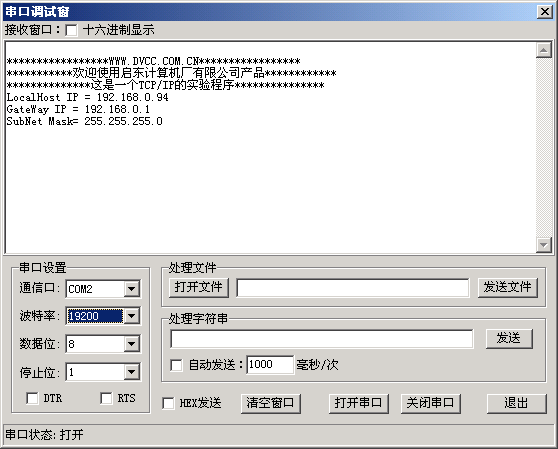 串口调试窗
接收窗口： 十六进制显示
*****************WWW.DVCC.COM.CN*****************
***********欢迎使用启东计算机厂有限公司产品************
**************这是一个TCP/IP的实验程序***************
LocalHost IP = 192.168.0.94
GateWay IP = 192.168.0.1
SubNet Mask= 255.255.255.0
串口设置
通信口: COM2
波特率: 19200
数据位: 8
停止位: 1
DTR RTS
处理文件
打开文件 发送文件
处理字符串
发送
自动发送： 1000 毫秒/次
HEX发送 清空窗口 打开串口 关闭串口 退出
串口状态: 打开